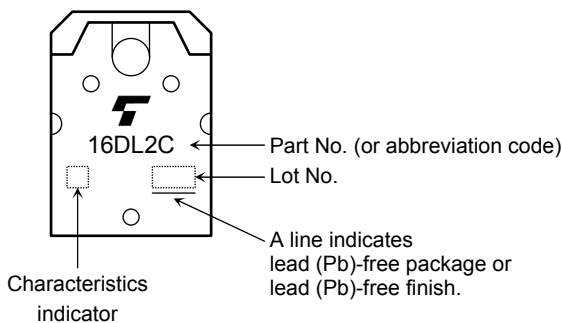 16DL2C
Part No. (or abbreviation code)
Lot No.
A line indicates
lead (Pb)-free package or
lead (Pb)-free finish.
Characteristics
indicator